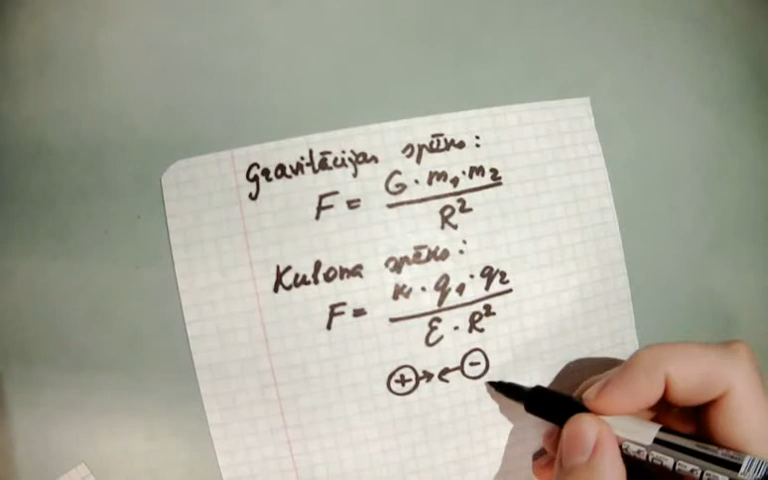 Gravitācijas spēks:
F = G · m₁ · m₂ / R²
Kulona spēks:
F = k · q₁ · q₂ / ε · R²
⊕→ ←⊖